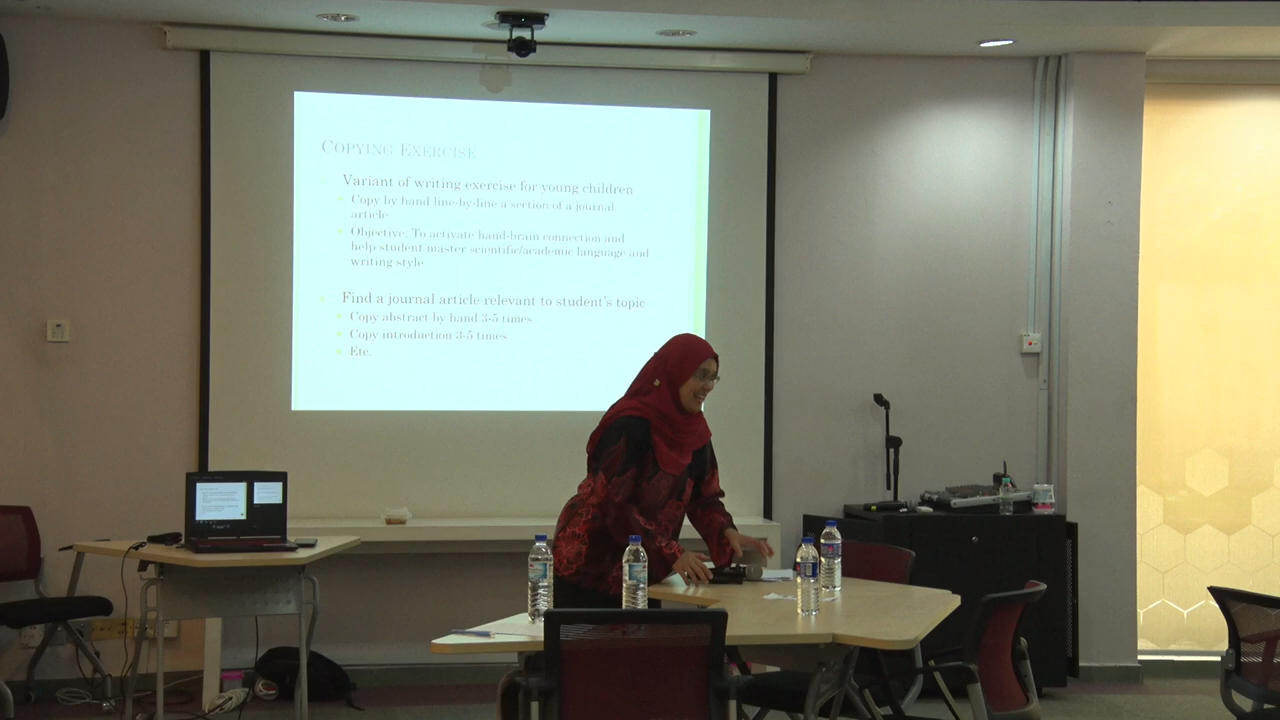 COPYING EXERCISE
Variant of writing exercise for young children
Copy by hand line-by-line a section of a journal
article
Objective: To activate hand-brain connection and
help student master scientific/academic language and
writing style
Find a journal article relevant to student's topic
Copy abstract by hand 3-5 times
Copy introduction 3-5 times
Etc.